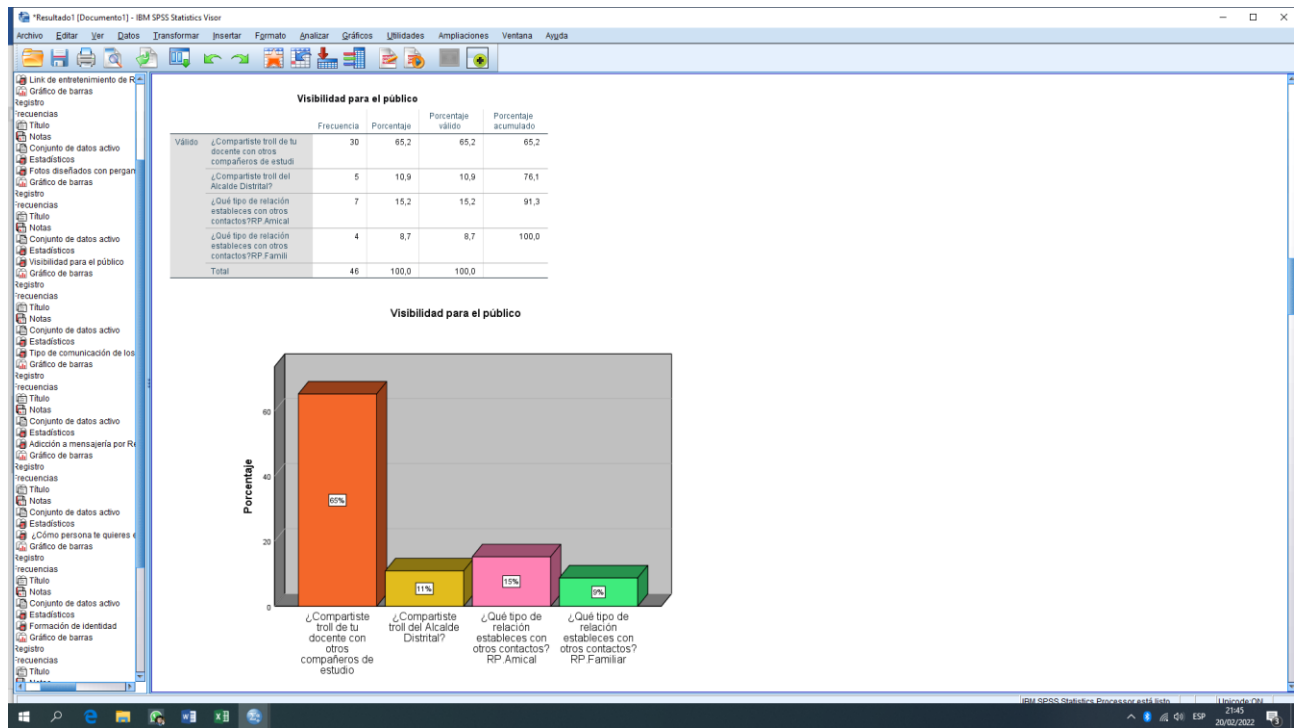 *Resultado1 [Documento1] - IBM SPSS Statistics Visor
Archivo Editar Ver Datos Transformar Insertar Formato Analizar Gráficos Utilidades Ampliaciones Ventana Ayuda
Link de entretenimiento de R
Gráfico de barras
Registro
Frecuencias
Título
Notas
Conjunto de datos activo
Estadísticos
Fotos diseñados con pergam
Gráfico de barras
Registro
Frecuencias
Título
Notas
Conjunto de datos activo
Estadísticos
Visibilidad para el público
Gráfico de barras
Registro
Frecuencias
Título
Notas
Conjunto de datos activo
Estadísticos
Tipo de comunicación de los
Gráfico de barras
Registro
Frecuencias
Título
Notas
Conjunto de datos activo
Estadísticos
Adicción a mensajería por Re
Gráfico de barras
Registro
Frecuencias
Título
Notas
Conjunto de datos activo
Estadísticos
¿Cómo persona te quieres e
Gráfico de barras
Registro
Frecuencias
Título
Notas
Conjunto de datos activo
Estadísticos
Formación de identidad
Gráfico de barras
Registro
Frecuencias
Título
Visibilidad para el público
Frecuencia Porcentaje Porcentaje válido Porcentaje acumulado
Válido ¿Compartiste troll de tu 30 65,2 65,2 65,2
docente con otros
compañeros de estudi
¿Compartiste troll del 5 10,9 10,9 76,1
Alcalde Distrital?
¿Qué tipo de relación 7 15,2 15,2 91,3
estableces con otros
contactos?RP.Amical
¿Qué tipo de relación 4 8,7 8,7 100,0
estableces con otros
contactos?RP.Famili
Total 46 100,0 100,0
Visibilidad para el público
Porcentaje
60
40
20
0
65%
11%
15%
9%
¿Compartiste
troll de tu
docente con
otros
compañeros de
estudio
¿Compartiste
troll del Alcalde
Distrital?
¿Qué tipo de
relación
estableces con
otros contactos?
RP.Amical
¿Qué tipo de
relación
estableces con
otros contactos?
RP.Familiar
IBM SPSS Statistics Processor está listo Unicode:ON
ESP
21:45
20/02/2022